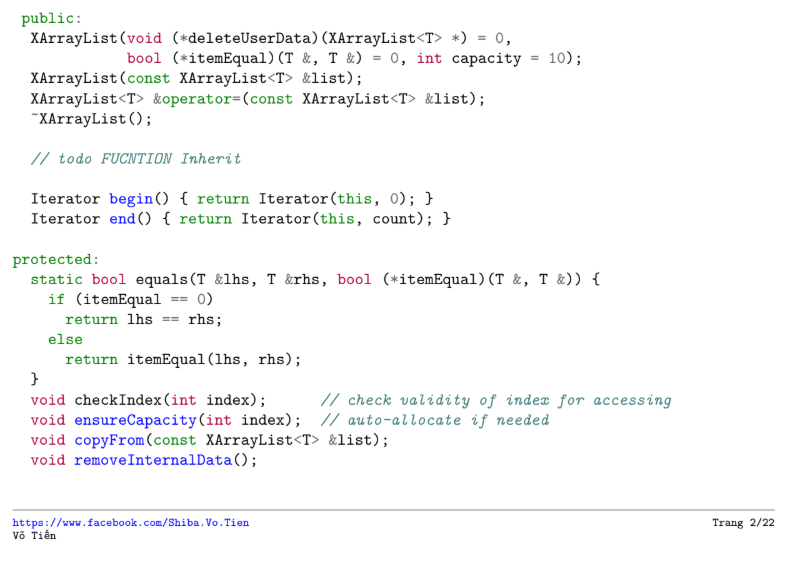 public:
XArrayList(void (*deleteUserData)(XArrayList<T> *) = 0,
bool (*itemEqual)(T &, T &) = 0, int capacity = 10);
XArrayList(const XArrayList<T> &list);
XArrayList<T> &operator=(const XArrayList<T> &list);
~XArrayList();
// todo FUCNTION Inherit
Iterator begin() { return Iterator(this, 0); }
Iterator end() { return Iterator(this, count); }
protected:
static bool equals(T &lhs, T &rhs, bool (*itemEqual)(T &, T &)) {
if (itemEqual == 0)
return lhs == rhs;
else
return itemEqual(lhs, rhs);
}
void checkIndex(int index); // check validity of index for accessing
void ensureCapacity(int index); // auto-allocate if needed
void copyFrom(const XArrayList<T> &list);
void removeInternalData();
https://www.facebook.com/Shiba.Vo.Tien Trang 2/22
Võ Tiến